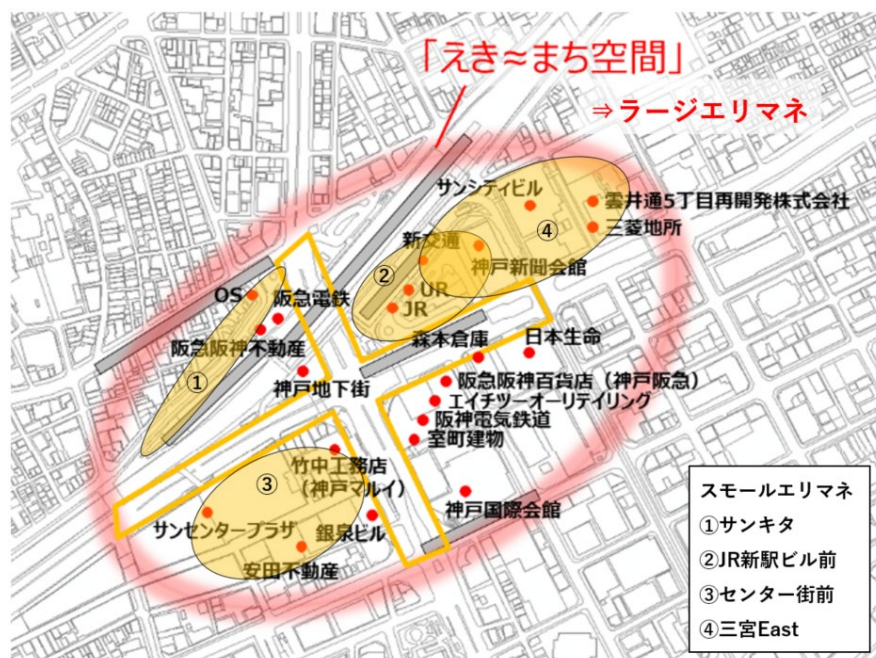 「えき≈まち空間」
⇒ラージエリマネ
サンシティビル
雲井通5丁目再開発株式会社
④
三菱地所
新交通
神戸新聞会館
②
UR
JR
OS
阪急電鉄
阪急阪神不動産
①
神戸地下街
森本倉庫
日本生命
阪急阪神百貨店（神戸阪急）
エイチツーオーリテイリング
阪神電気鉄道
室町建物
竹中工務店
（神戸マルイ）
③
サンセンタープラザ
銀泉ビル
安田不動産
神戸国際会館
スモールエリマネ
①サンキタ
②JR新駅ビル前
③センター街前
④三宮East